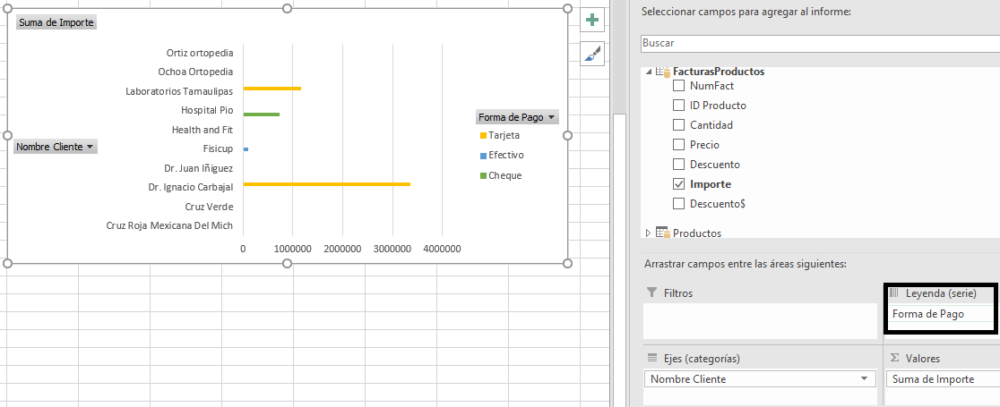 Suma de Importe
Ortiz ortopedia
Ochoa Ortopedia
Laboratorios Tamaulipas
Hospital Pio
Health and Fit
Fisicup
Dr. Juan Iñiguez
Dr. Ignacio Carbajal
Cruz Verde
Cruz Roja Mexicana Del Mich
Nombre Cliente
0 1000000 2000000 3000000 4000000
Forma de Pago
Tarjeta
Efectivo
Cheque
Seleccionar campos para agregar al informe:
Buscar
FacturasProductos
NumFact
ID Producto
Cantidad
Precio
Descuento
Importe
Descuento$
Productos
Arrastrar campos entre las áreas siguientes:
Filtros
Leyenda (serie)
Forma de Pago
Ejes (categorías)
Nombre Cliente
Σ Valores
Suma de Importe